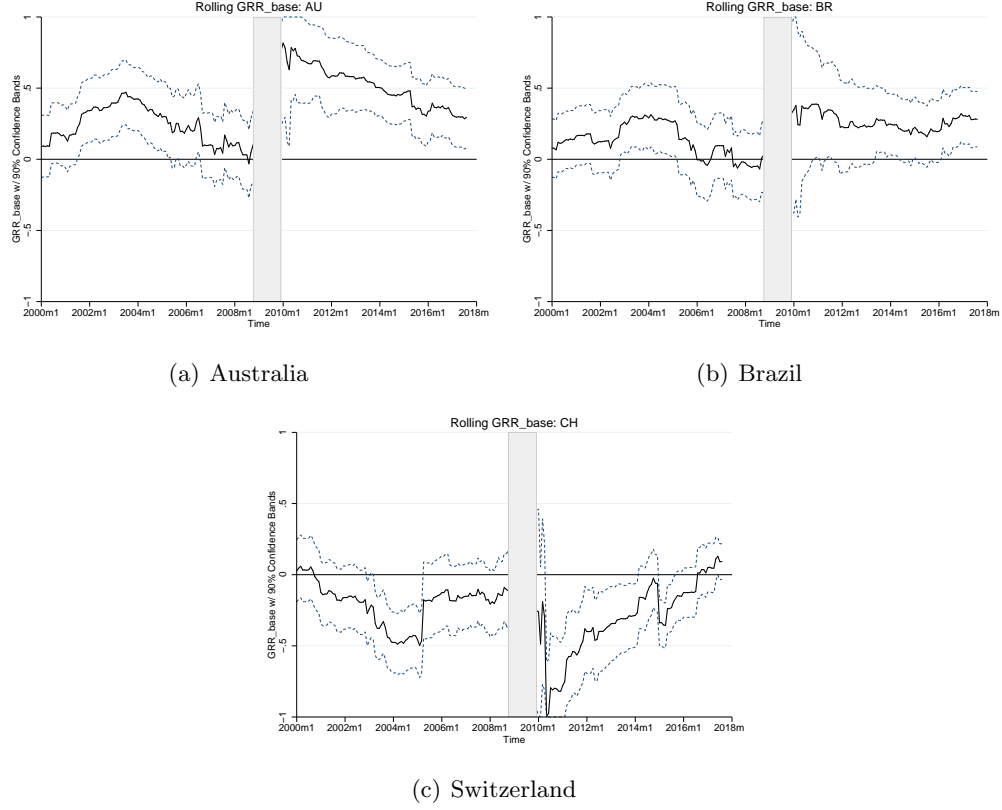 Rolling GRR_base: AU
GRR_base w/ 90% Confidence Bands
1
.5
0
-.5
-1
2000m1 2002m1 2004m1 2006m1 2008m1 2010m1 2012m1 2014m1 2016m1 2018m
Time
(a) Australia
Rolling GRR_base: BR
GRR_base w/ 90% Confidence Bands
1
.5
0
-.5
-1
2000m1 2002m1 2004m1 2006m1 2008m1 2010m1 2012m1 2014m1 2016m1 2018m
Time
(b) Brazil
Rolling GRR_base: CH
GRR_base w/ 90% Confidence Bands
1
.5
0
-.5
-1
2000m1 2002m1 2004m1 2006m1 2008m1 2010m1 2012m1 2014m1 2016m1 2018m
Time
(c) Switzerland